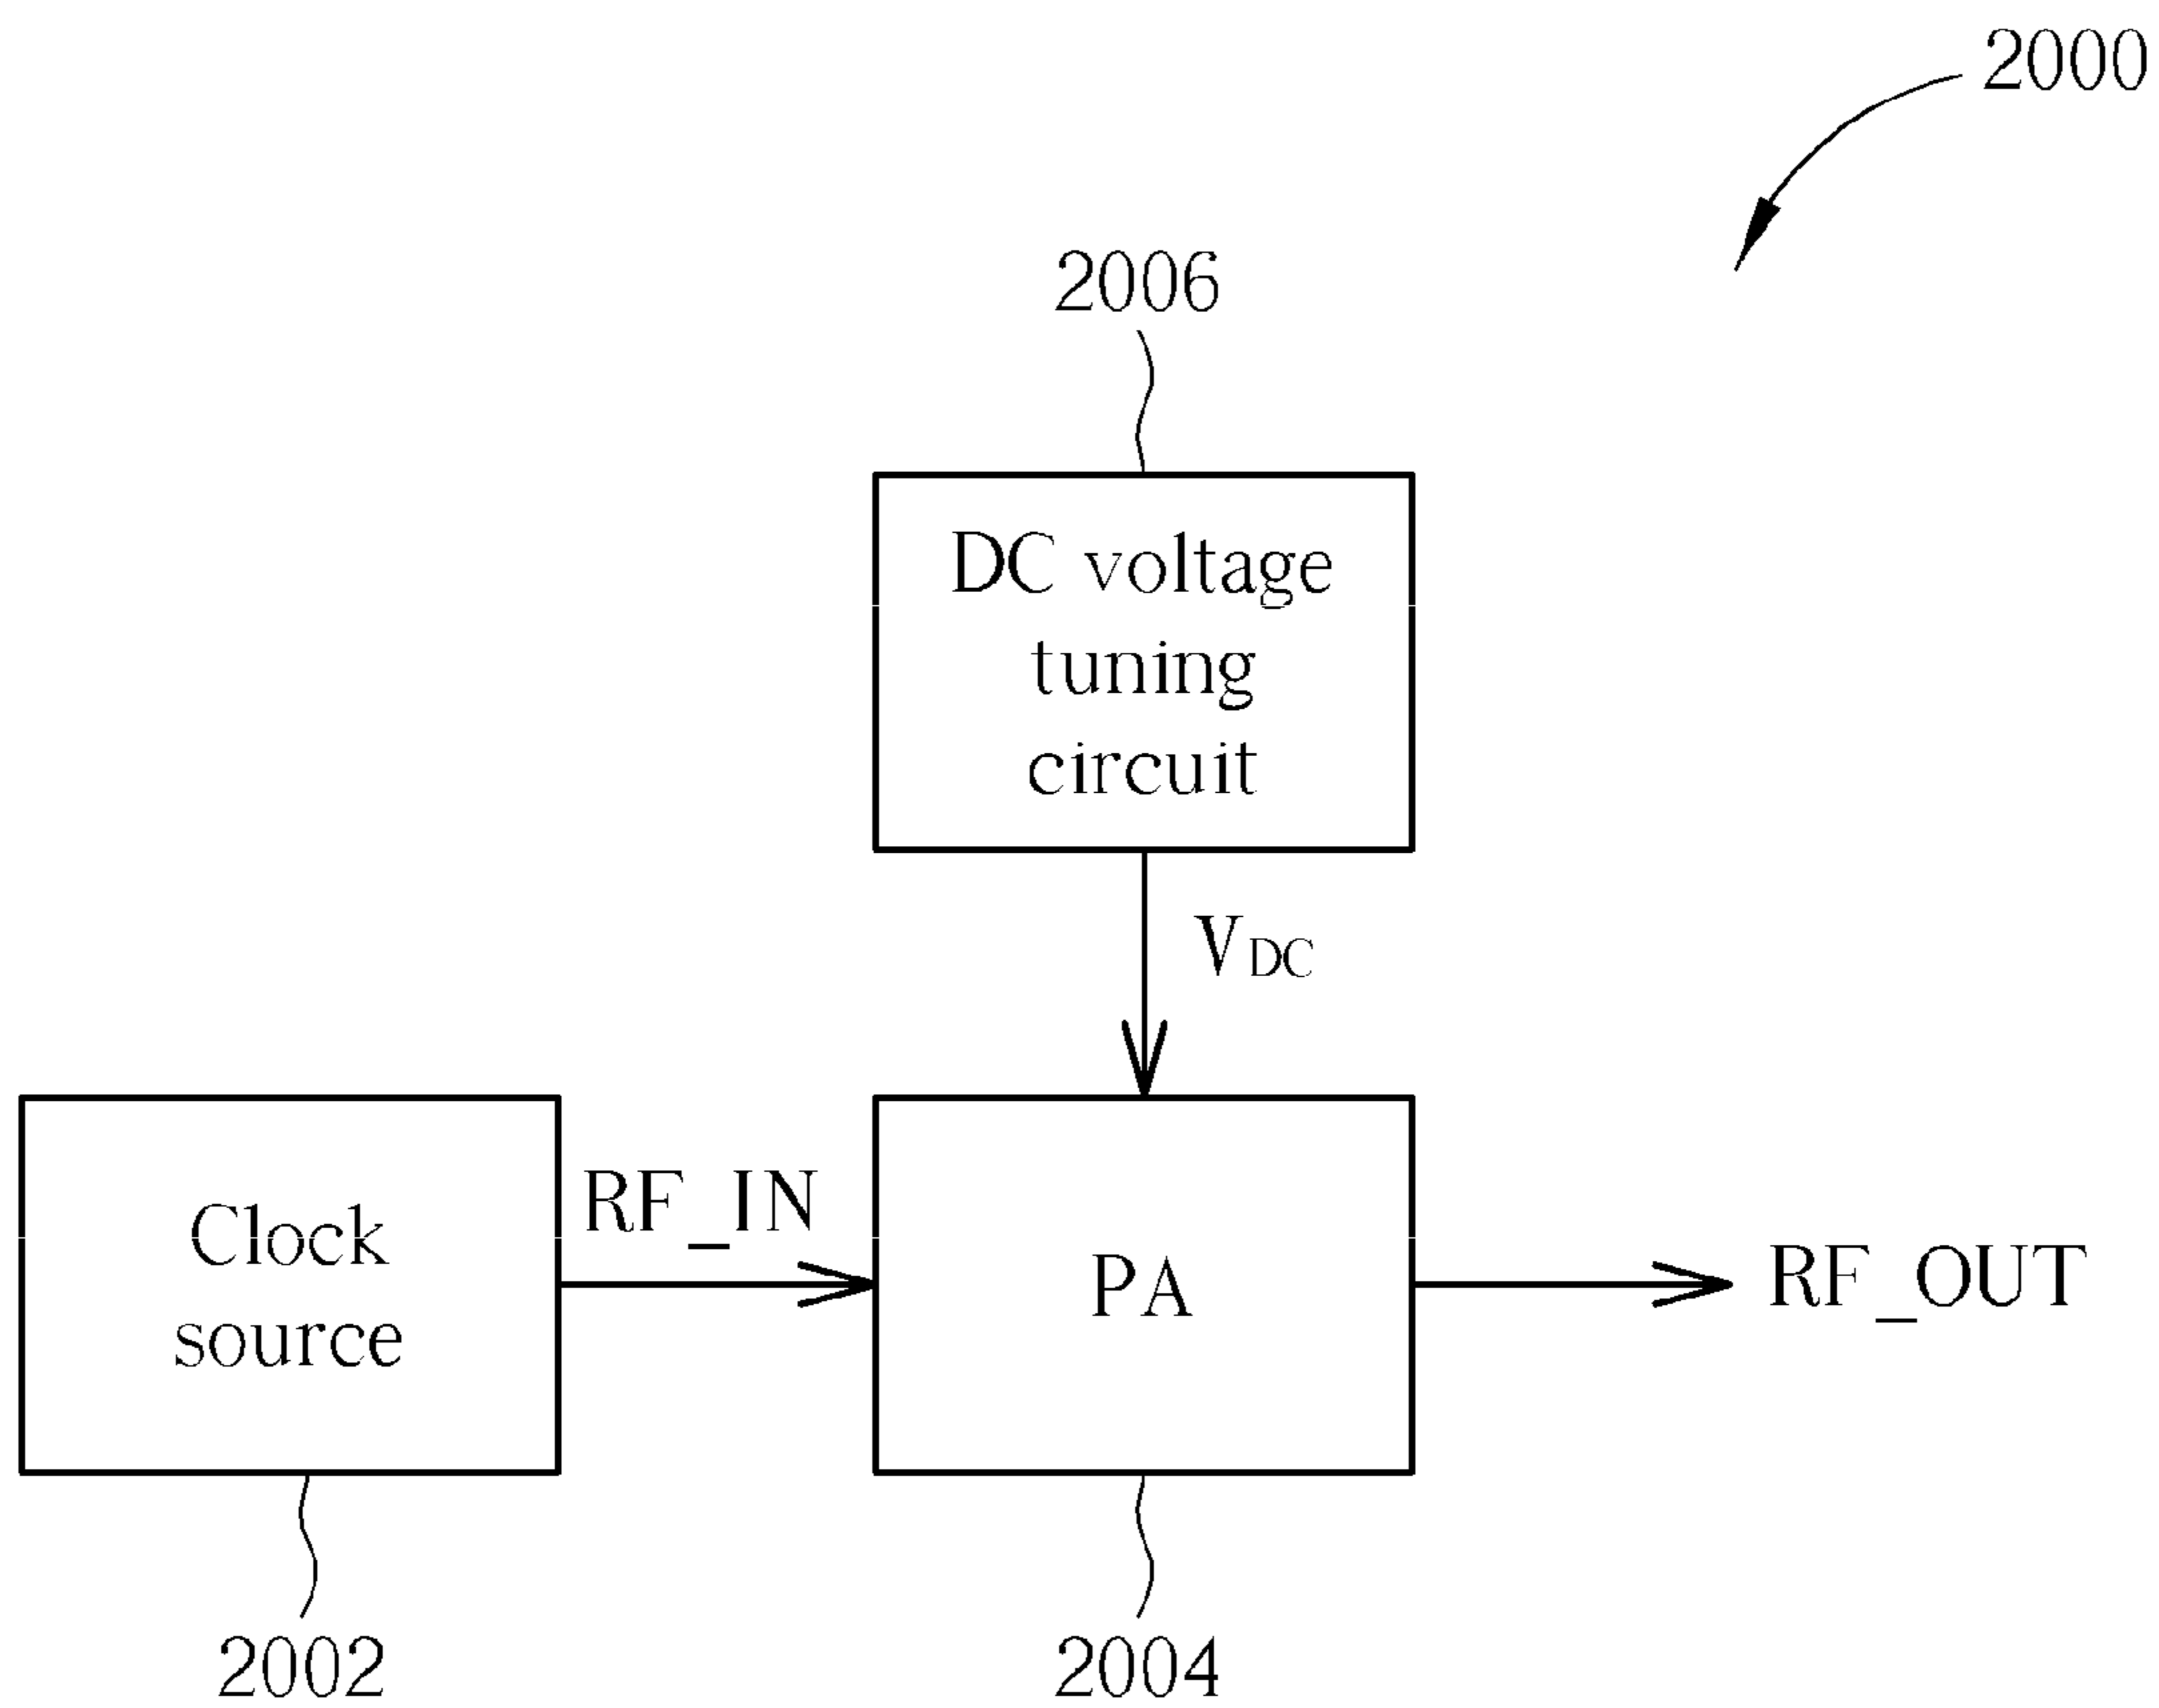 2000
2006
DC voltage
tuning
circuit
VDC
Clock
source
RF_IN
PA
RF_OUT
2002
2004